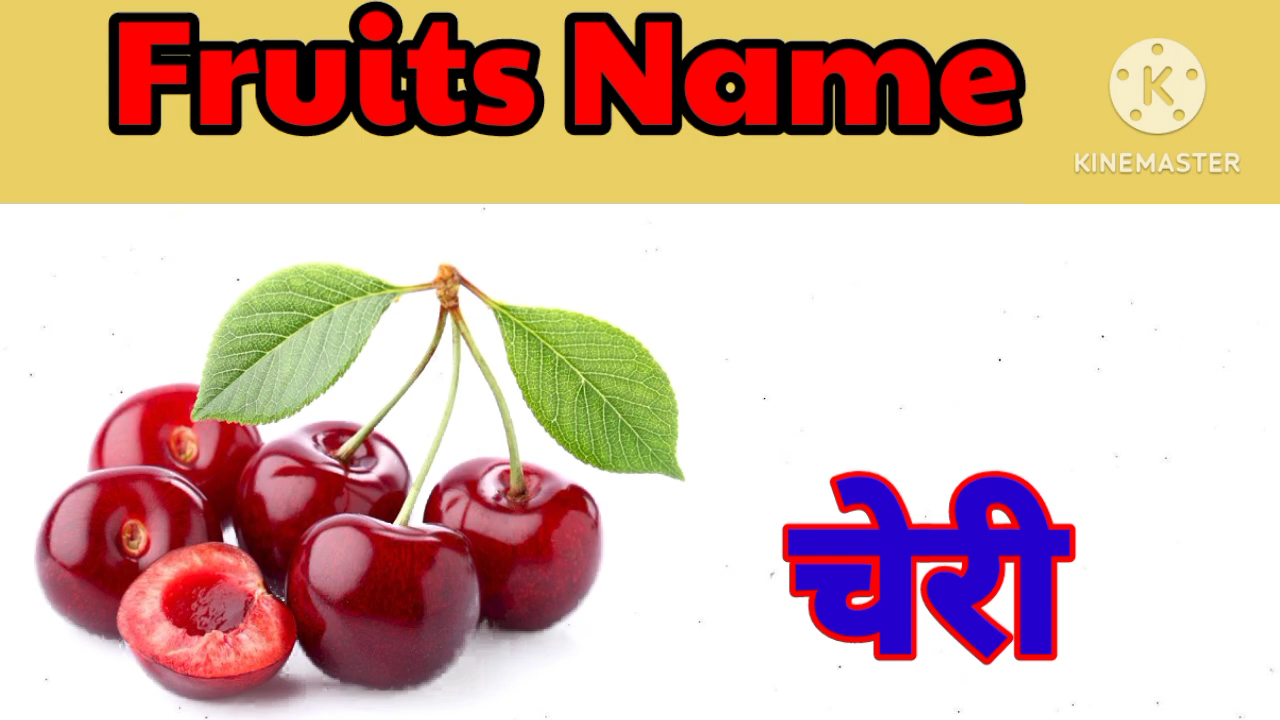 Fruits Name
K
KINEMASTER
चेरी